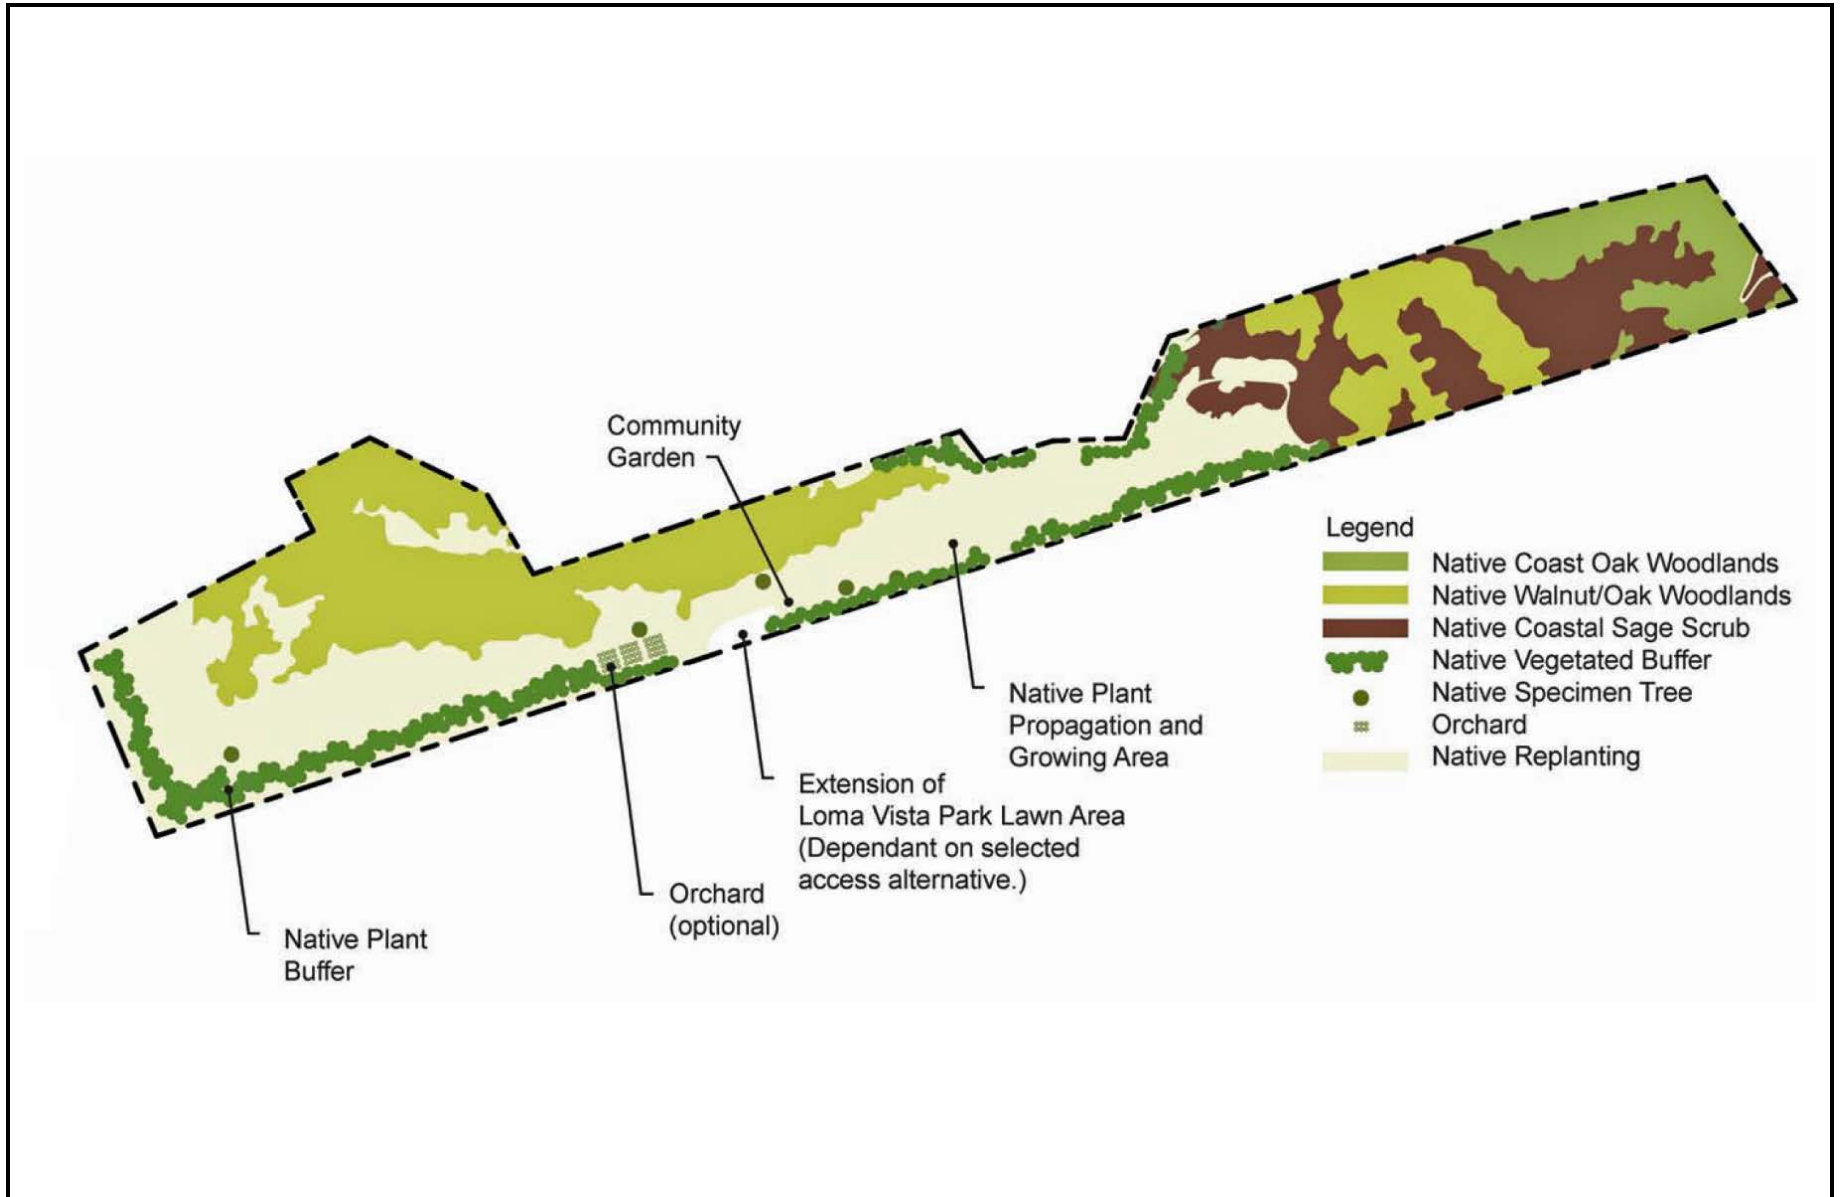 Community
Garden
Legend
Native Coast Oak Woodlands
Native Walnut/Oak Woodlands
Native Coastal Sage Scrub
Native Vegetated Buffer
Native Specimen Tree
Orchard
Native Replanting
Native Plant
Propagation and
Growing Area
Extension of
Loma Vista Park Lawn Area
(Dependant on selected
access alternative.)
Orchard
(optional)
Native Plant
Buffer